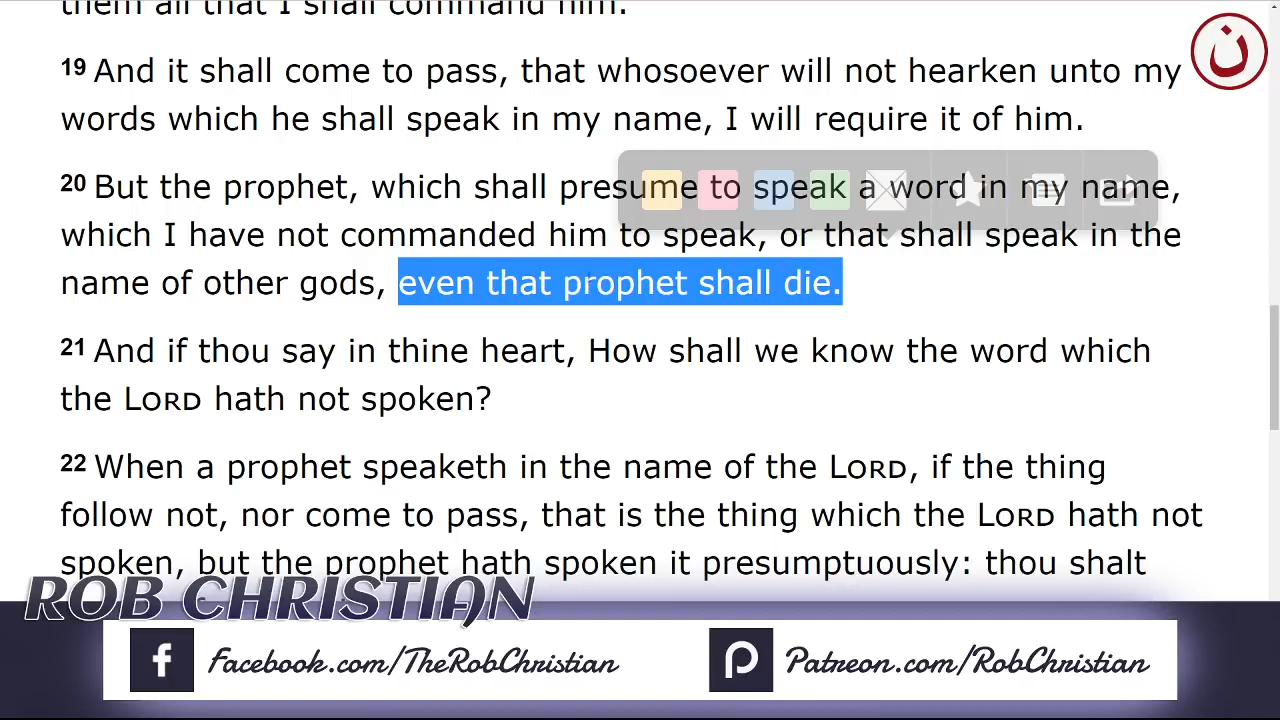 them all that I shall command him.
19 And it shall come to pass, that whosoever will not hearken unto my
words which he shall speak in my name, I will require it of him.
20 But the prophet, which shall presume to speak a word in my name,
which I have not commanded him to speak, or that shall speak in the
name of other gods, even that prophet shall die.
21 And if thou say in thine heart, How shall we know the word which
the LORD hath not spoken?
22 When a prophet speaketh in the name of the LORD, if the thing
follow not, nor come to pass, that is the thing which the LORD hath not
spoken, but the prophet hath spoken it presumptuously: thou shalt
ROB CHRISTIAN
Facebook.com/TheRobChristian
Patreon.com/RobChristian
ن